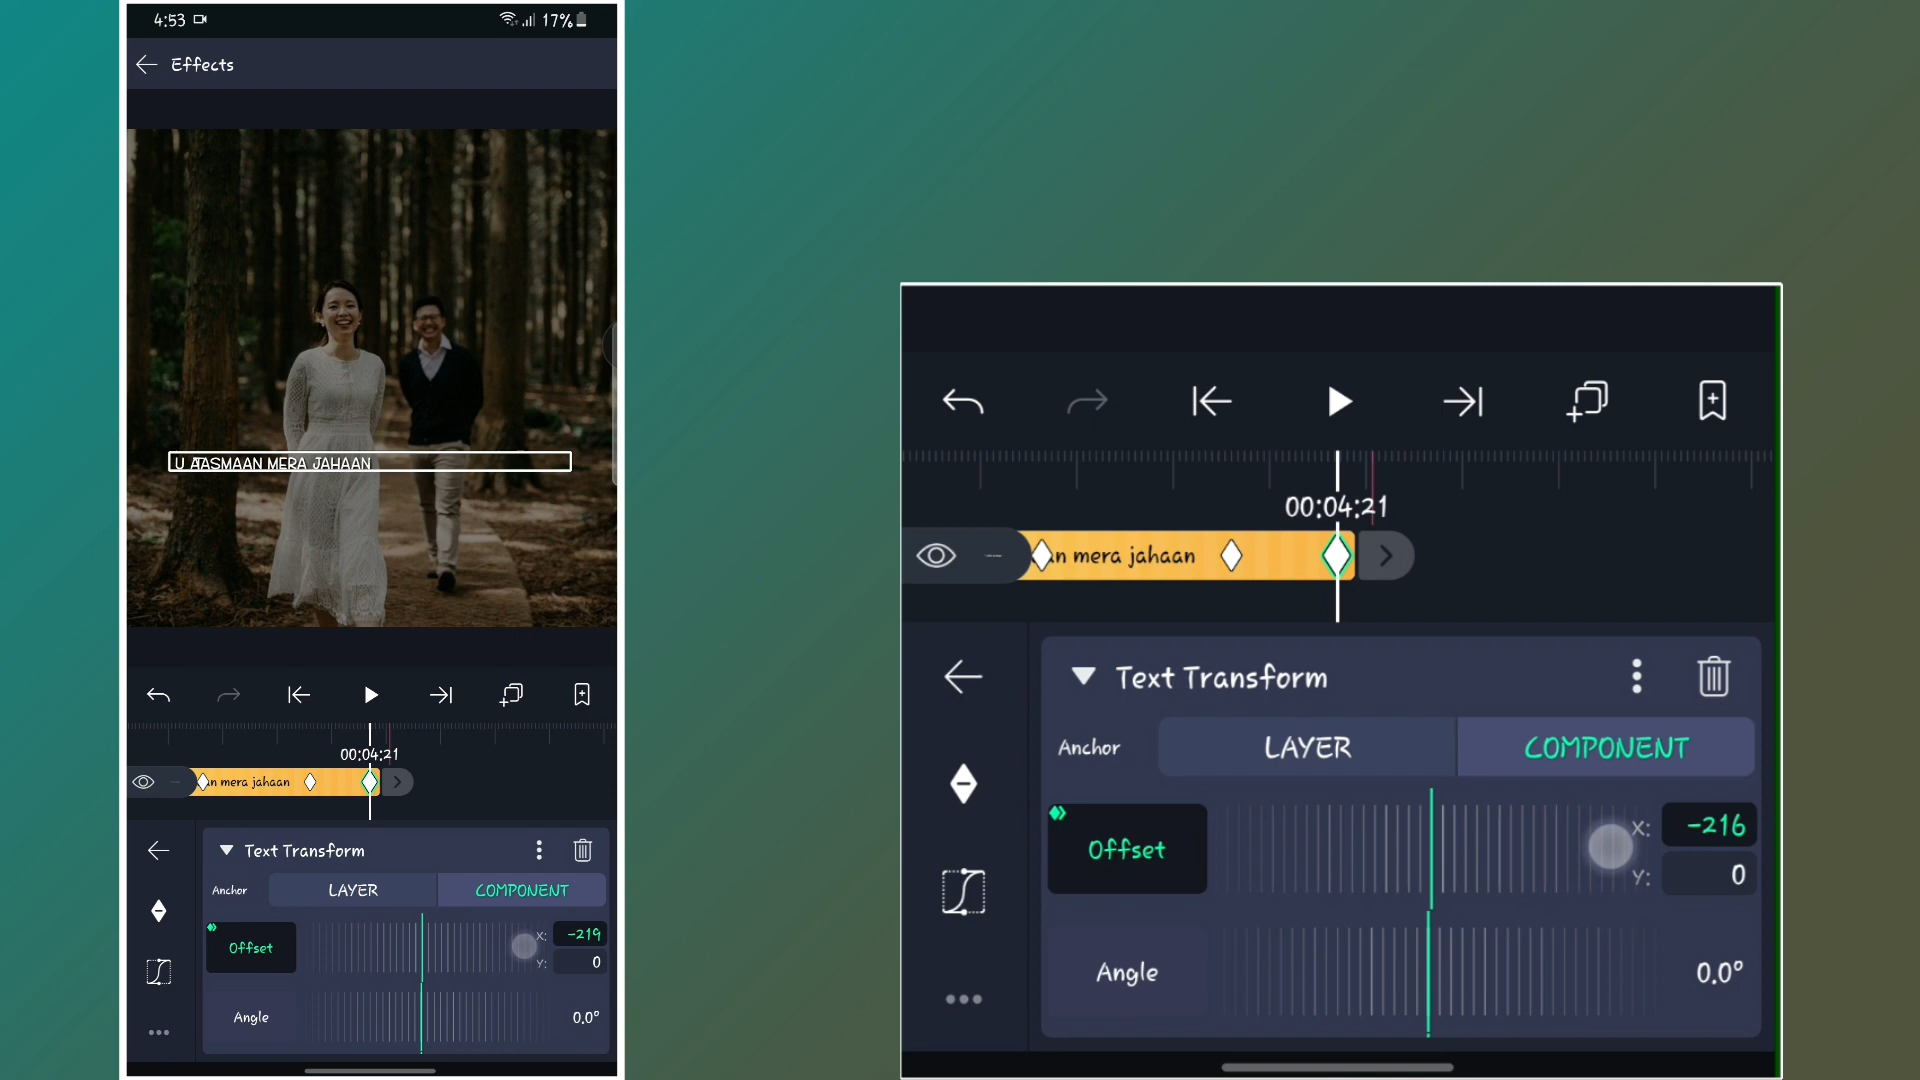 4:53
17%
Effects
U AASMAAN MERA JAHAAN
00:04:21
n mera jahaan
Text Transform
Anchor LAYER COMPONENT
Offset X: -219
Y: 0
Angle 0.0°
00:04:21
n mera jahaan
Text Transform
Anchor LAYER COMPONENT
Offset X: -216
Y: 0
Angle 0.0°